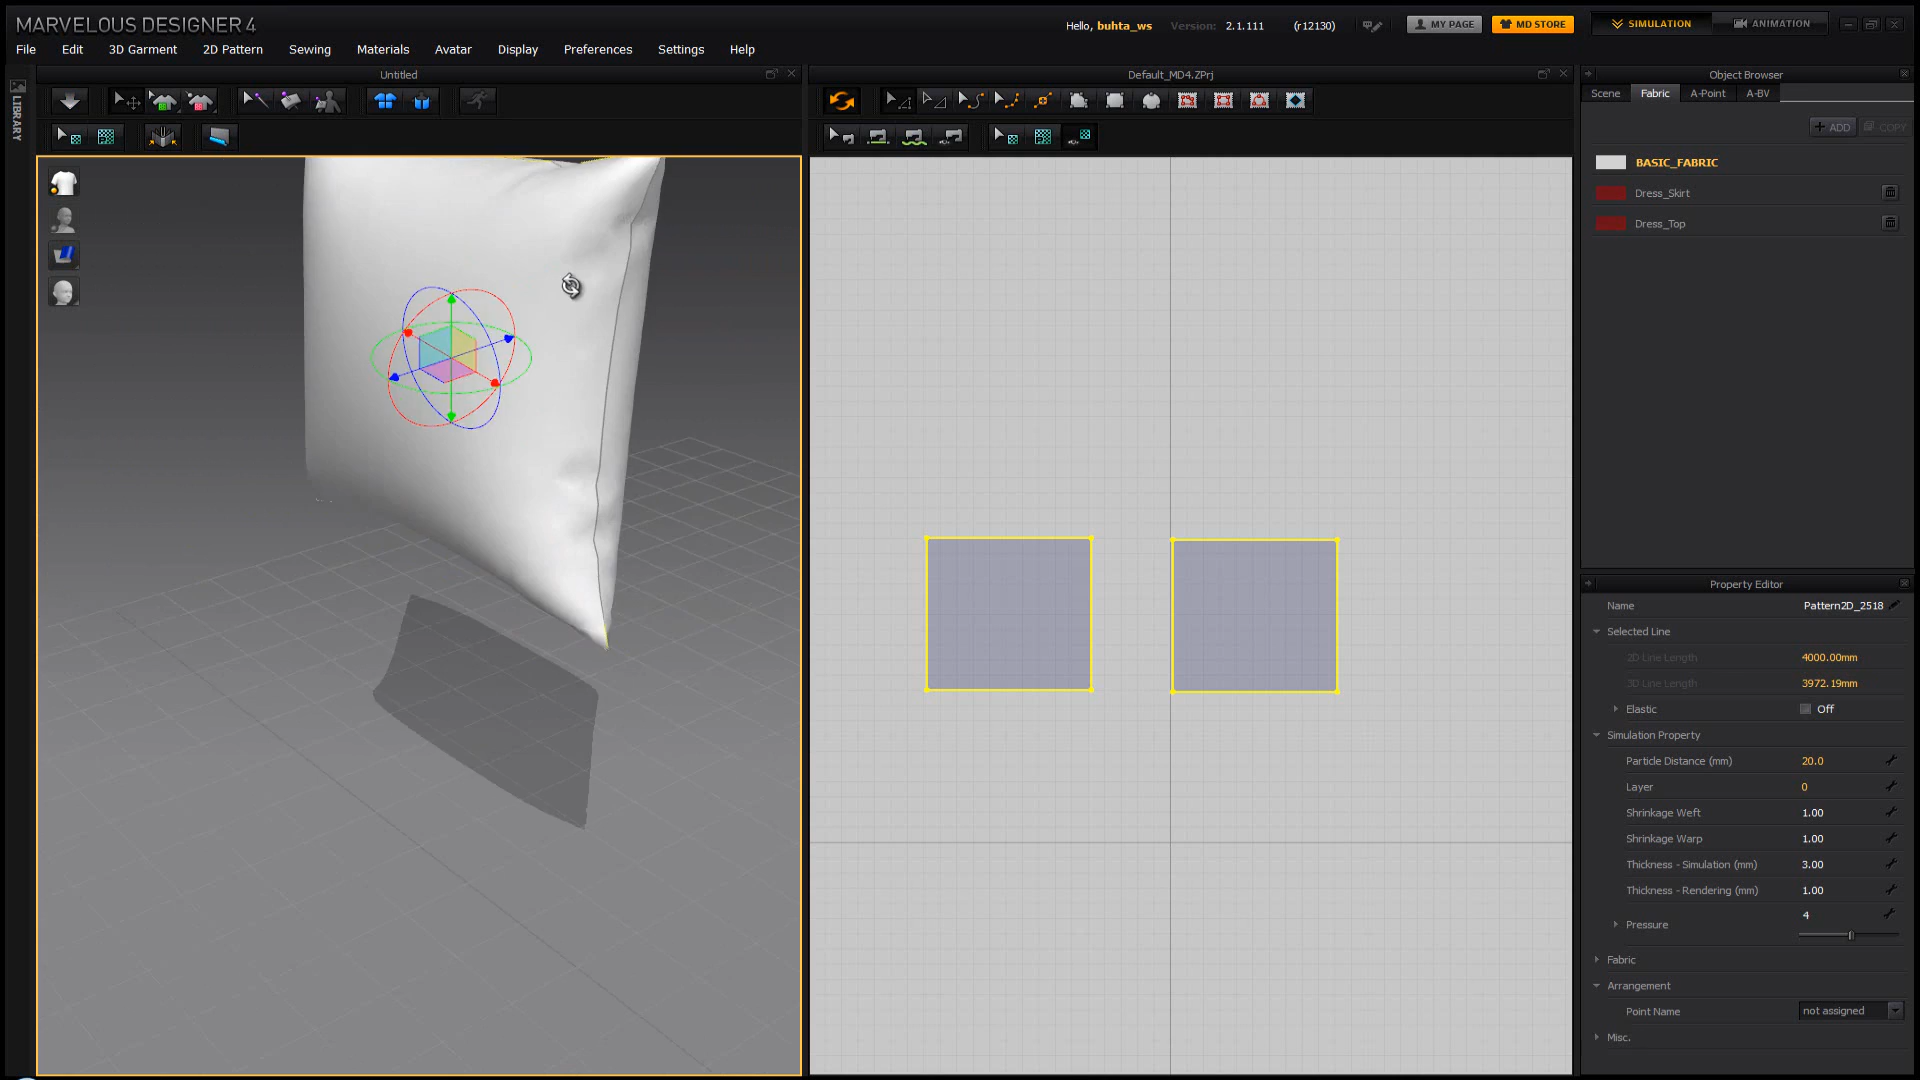 MARVELOUS DESIGNER 4
Hello, buhta_ws Version: 2.1.111 (r12130) MY PAGE MD STORE SIMULATION ANIMATION
File Edit 3D Garment 2D Pattern Sewing Materials Avatar Display Preferences Settings Help
Untitled
Default_MD4.ZPrj
Object Browser
LIBRARY
Scene Fabric A-Point A-BV
ADD COPY
BASIC_FABRIC
Dress_Skirt
Dress_Top
Property Editor
Name Pattern2D_2518
Selected Line
2D Line Length 4000.00mm
3D Line Length 3972.19mm
Elastic Off
Simulation Property
Particle Distance (mm) 20.0
Layer 0
Shrinkage Weft 1.00
Shrinkage Warp 1.00
Thickness - Simulation (mm) 3.00
Thickness - Rendering (mm) 1.00
Pressure 4
Fabric
Arrangement
Point Name not assigned
Misc.